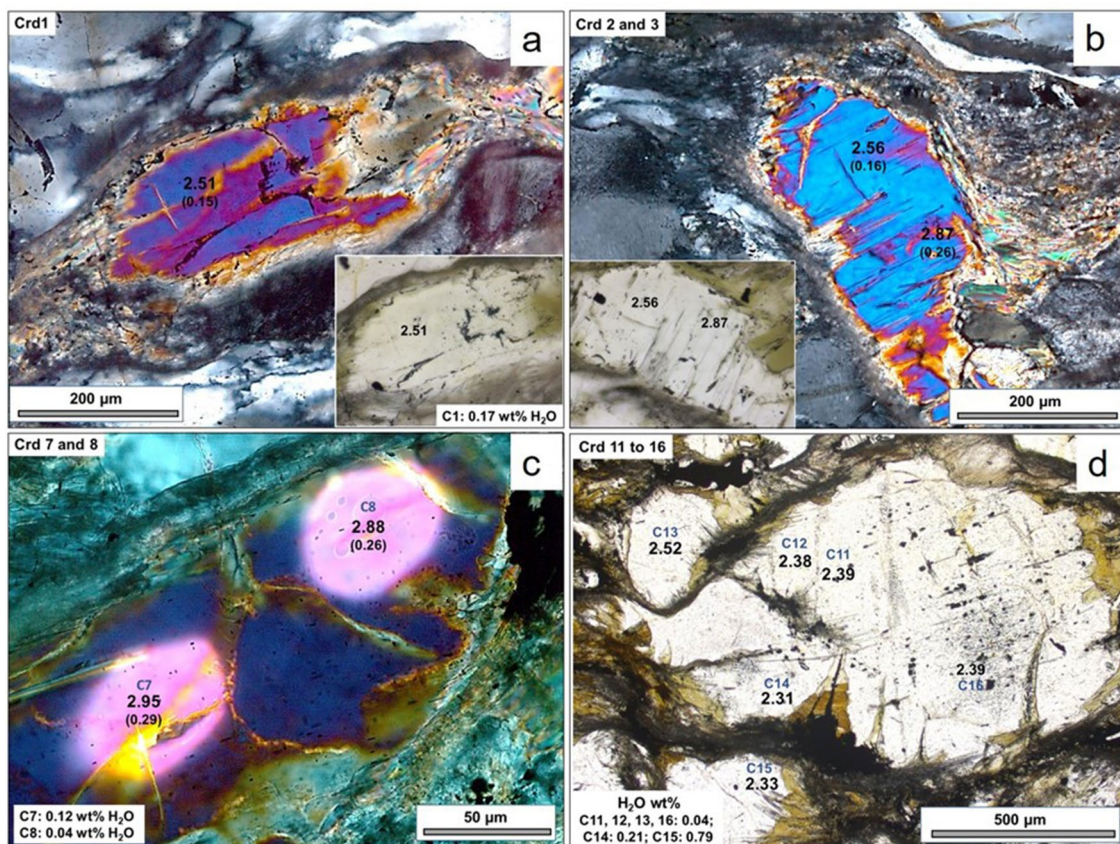 Crd1
a
2.51
(0.15)
2.51
200 µm
C1: 0.17 wt% H₂O
Crd 2 and 3
b
2.56
(0.16)
2.87
(0.26)
2.56
2.87
200 µm
Crd 7 and 8
c
C8
2.88
(0.26)
C7
2.95
(0.29)
C7: 0.12 wt% H₂O
C8: 0.04 wt% H₂O
50 µm
Crd 11 to 16
d
C13
2.52
C12
2.38
C11
2.39
2.39
C16
C14
2.31
C15
2.33
H₂O wt%
C11, 12, 13, 16: 0.04;
C14: 0.21; C15: 0.79
500 µm